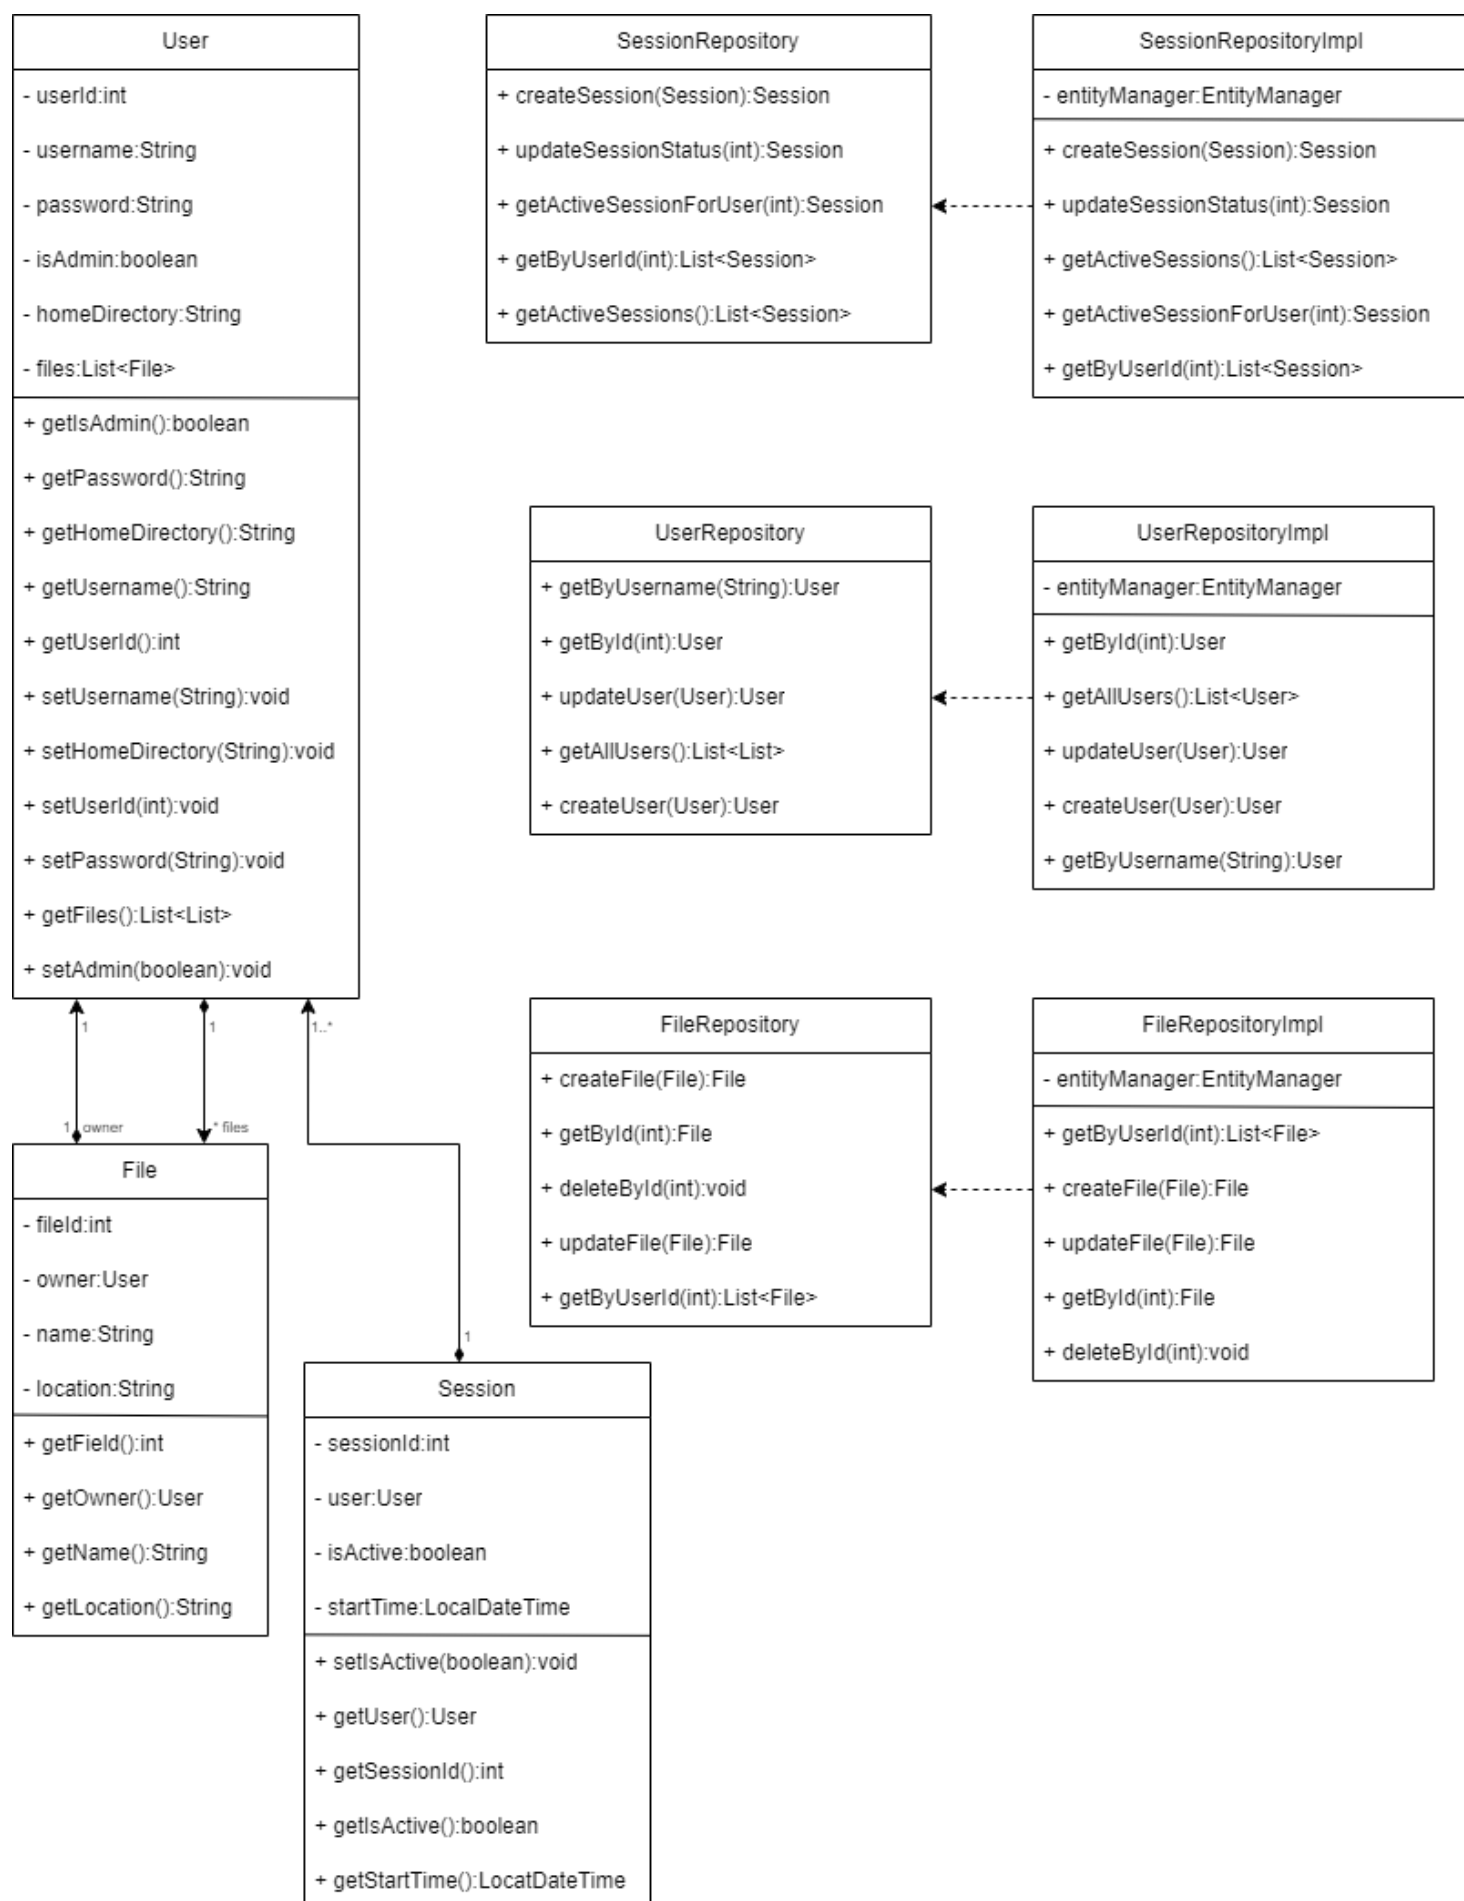 User
- userId:int
- username:String
- password:String
- isAdmin:boolean
- homeDirectory:String
- files:List<File>
+ getIsAdmin():boolean
+ getPassword():String
+ getHomeDirectory():String
+ getUsername():String
+ getUserId():int
+ setUsername(String):void
+ setHomeDirectory(String):void
+ setUserId(int):void
+ setPassword(String):void
+ getFiles():List<List>
+ setAdmin(boolean):void
SessionRepository
+ createSession(Session):Session
+ updateSessionStatus(int):Session
+ getActiveSessionForUser(int):Session
+ getByUserId(int):List<Session>
+ getActiveSessions():List<Session>
SessionRepositoryImpl
- entityManager:EntityManager
+ createSession(Session):Session
+ updateSessionStatus(int):Session
+ getActiveSessions():List<Session>
+ getActiveSessionForUser(int):Session
+ getByUserId(int):List<Session>
UserRepository
+ getByUsername(String):User
+ getById(int):User
+ updateUser(User):User
+ getAllUsers():List<List>
+ createUser(User):User
UserRepositoryImpl
- entityManager:EntityManager
+ getById(int):User
+ getAllUsers():List<User>
+ updateUser(User):User
+ createUser(User):User
+ getByUsername(String):User
1
1
1..*
1 owner
* files
FileRepository
+ createFile(File):File
+ getById(int):File
+ deleteById(int):void
+ updateFile(File):File
+ getByUserId(int):List<File>
FileRepositoryImpl
- entityManager:EntityManager
+ getByUserId(int):List<File>
+ createFile(File):File
+ updateFile(File):File
+ getById(int):File
+ deleteById(int):void
File
- fileId:int
- owner:User
- name:String
- location:String
+ getField():int
+ getOwner():User
+ getName():String
+ getLocation():String
1
Session
- sessionId:int
- user:User
- isActive:boolean
- startTime:LocalDateTime
+ setIsActive(boolean):void
+ getUser():User
+ getSessionId():int
+ getIsActive():boolean
+ getStartTime():LocatDateTime